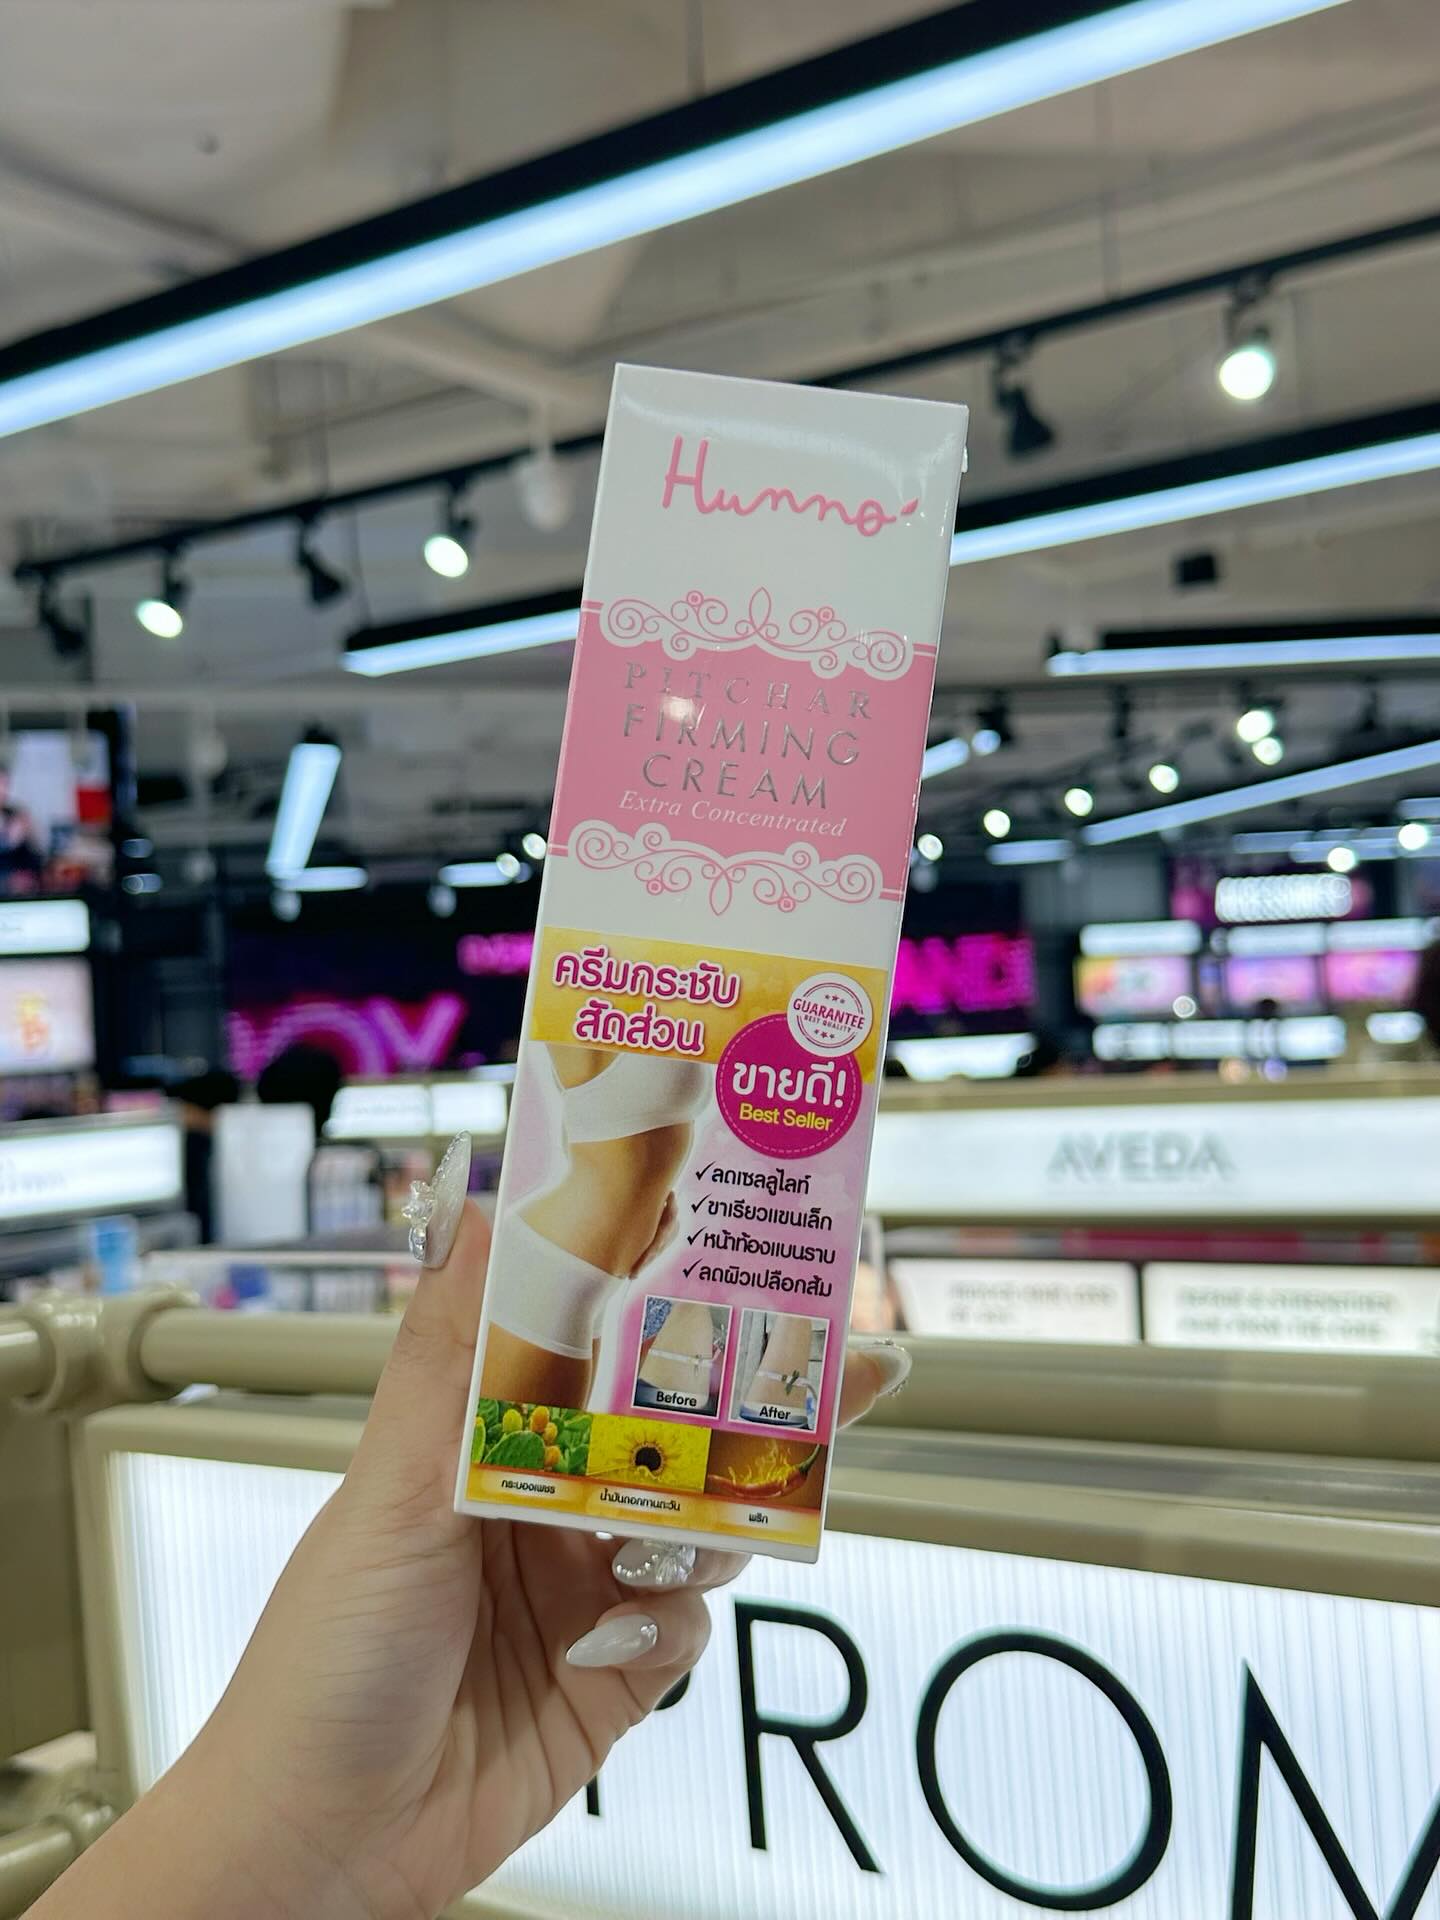 Hunno
PITCHAR
FIRMING
CREAM
Extra Concentrated
ครีมกระชับ
สัดส่วน
GUARANTEE
BEST QUALITY
ขายดี!
Best Seller
✓ลดเซลลูไลท์
✓ขาเรียวแขนเล็ก
✓หน้าท้องแบนราบ
✓ลดผิวเปลือกส้ม
Before
After
กระบองเพชร
น้ำมันดอกทานตะวัน
พริก
AVEDA
PROM